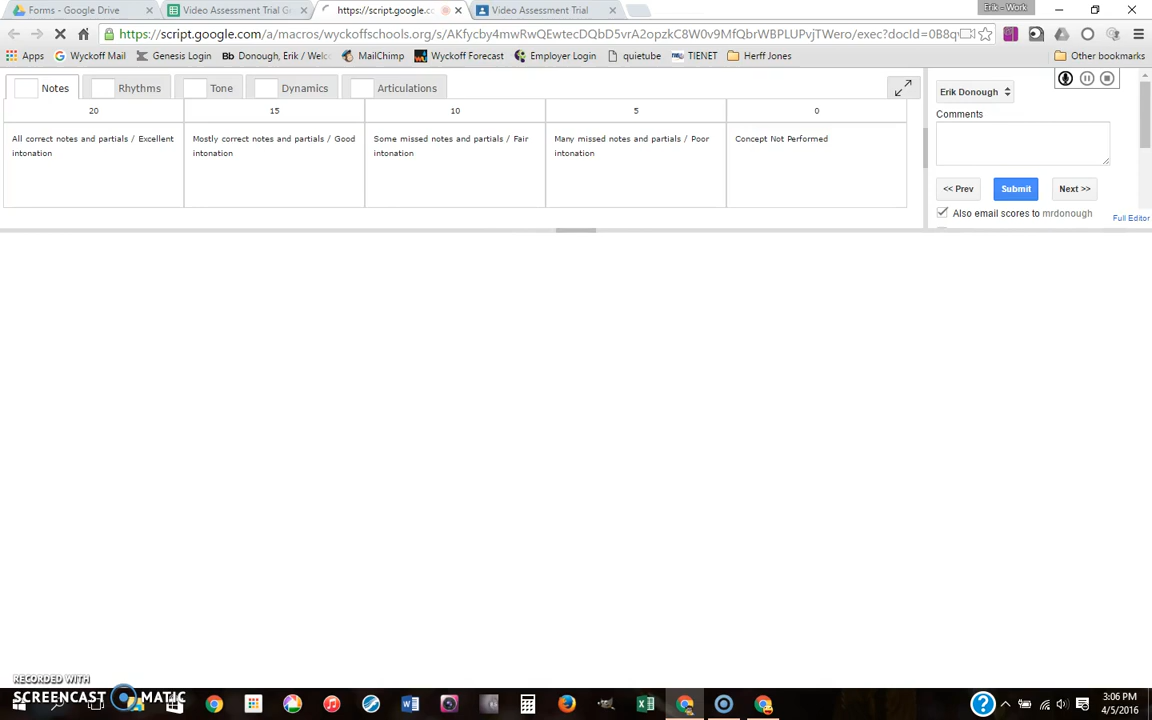 Forms - Google Drive
Video Assessment Trial Gr
https://script.google.co
Video Assessment Trial
Erik - Work
https://script.google.com/a/macros/wyckoffschools.org/s/AKfycby4mwRwQEwtecDQbD5vrA2opzkC8W0v9MfQbrWBPLUPvjTWero/exec?docId=0B8q
Apps
Wyckoff Mail
Genesis Login
Bb Donough, Erik / Welc
MailChimp
Wyckoff Forecast
Employer Login
quietube
TIENET
Herff Jones
Other bookmarks
Notes
Rhythms
Tone
Dynamics
Articulations
20
15
10
5
0
All correct notes and partials / Excellent
intonation
Mostly correct notes and partials / Good
intonation
Some missed notes and partials / Fair
intonation
Many missed notes and partials / Poor
intonation
Concept Not Performed
Erik Donough
Comments
<< Prev
Submit
Next >>
Also email scores to mrdonough
Full Editor
RECORDED WITH
SCREENCAST MATIC
3:06 PM
4/5/2016